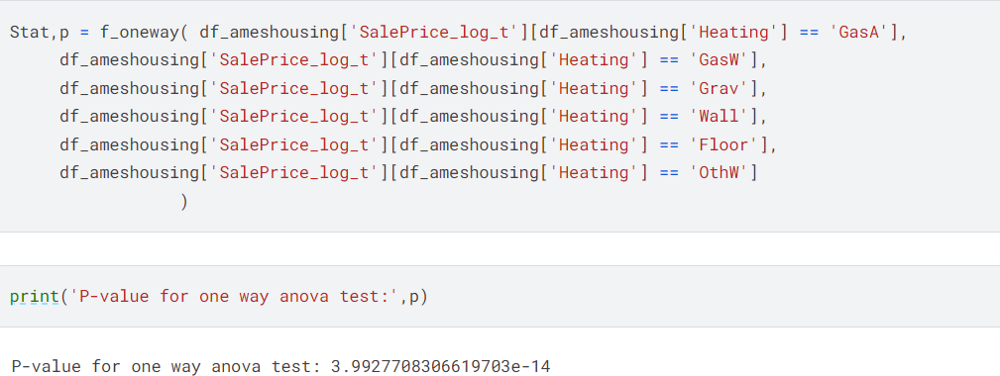 Stat,p = f_oneway( df_ameshousing['SalePrice_log_t'][df_ameshousing['Heating'] == 'GasA'],
df_ameshousing['SalePrice_log_t'][df_ameshousing['Heating'] == 'GasW'],
df_ameshousing['SalePrice_log_t'][df_ameshousing['Heating'] == 'Grav'],
df_ameshousing['SalePrice_log_t'][df_ameshousing['Heating'] == 'Wall'],
df_ameshousing['SalePrice_log_t'][df_ameshousing['Heating'] == 'Floor'],
df_ameshousing['SalePrice_log_t'][df_ameshousing['Heating'] == 'OthW']
)
print('P-value for one way anova test:',p)
P-value for one way anova test: 3.9927708306619703e-14